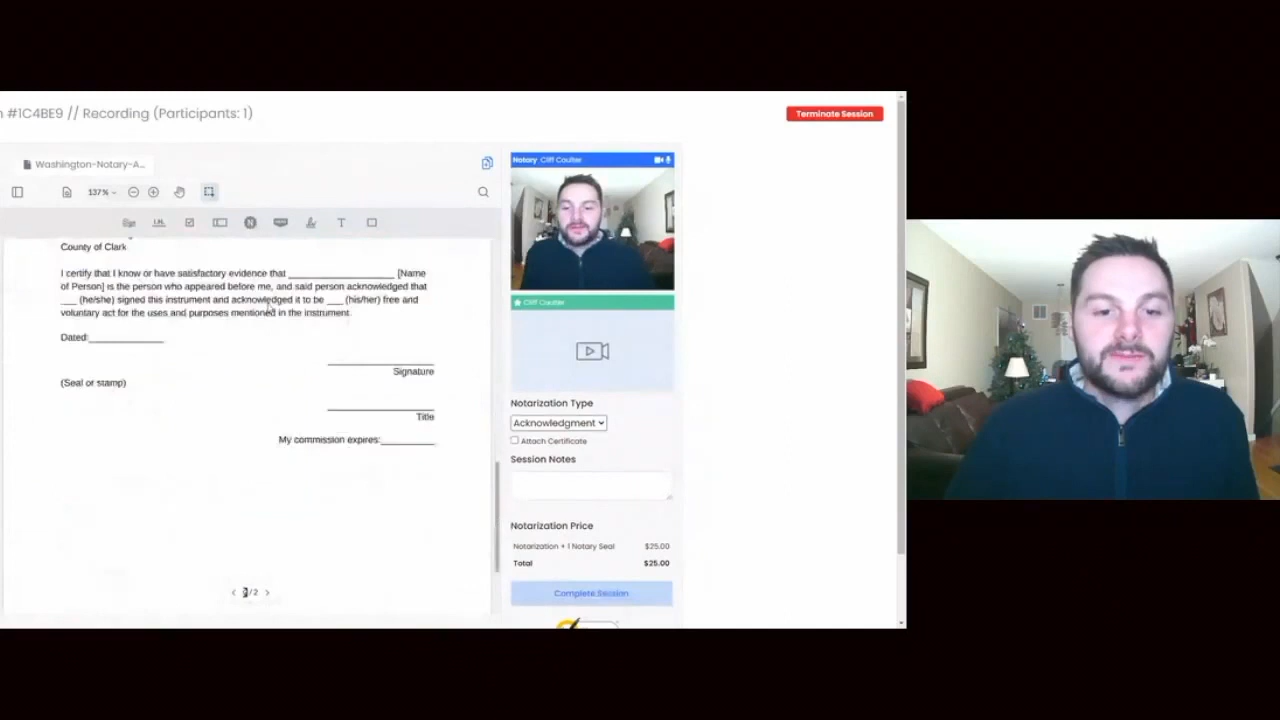 #1C4BE9 // Recording (Participants: 1)
Terminate Session
Washington-Notary-A...
137%
County of Clark
I certify that I know or have satisfactory evidence that ____________________ [Name
of Person] is the person who appeared before me, and said person acknowledged that
___ (he/she) signed this instrument and acknowledged it to be ___ (his/her) free and
voluntary act for the uses and purposes mentioned in the instrument.
Dated:______________
Signature
(Seal or stamp)
Title
My commission expires:__________
/2
Notary Cliff Coulter
Cliff Coulter
Notarization Type
Acknowledgment
Attach Certificate
Session Notes
Notarization Price
Notarization + 1 Notary Seal $25.00
Total $25.00
Complete Session